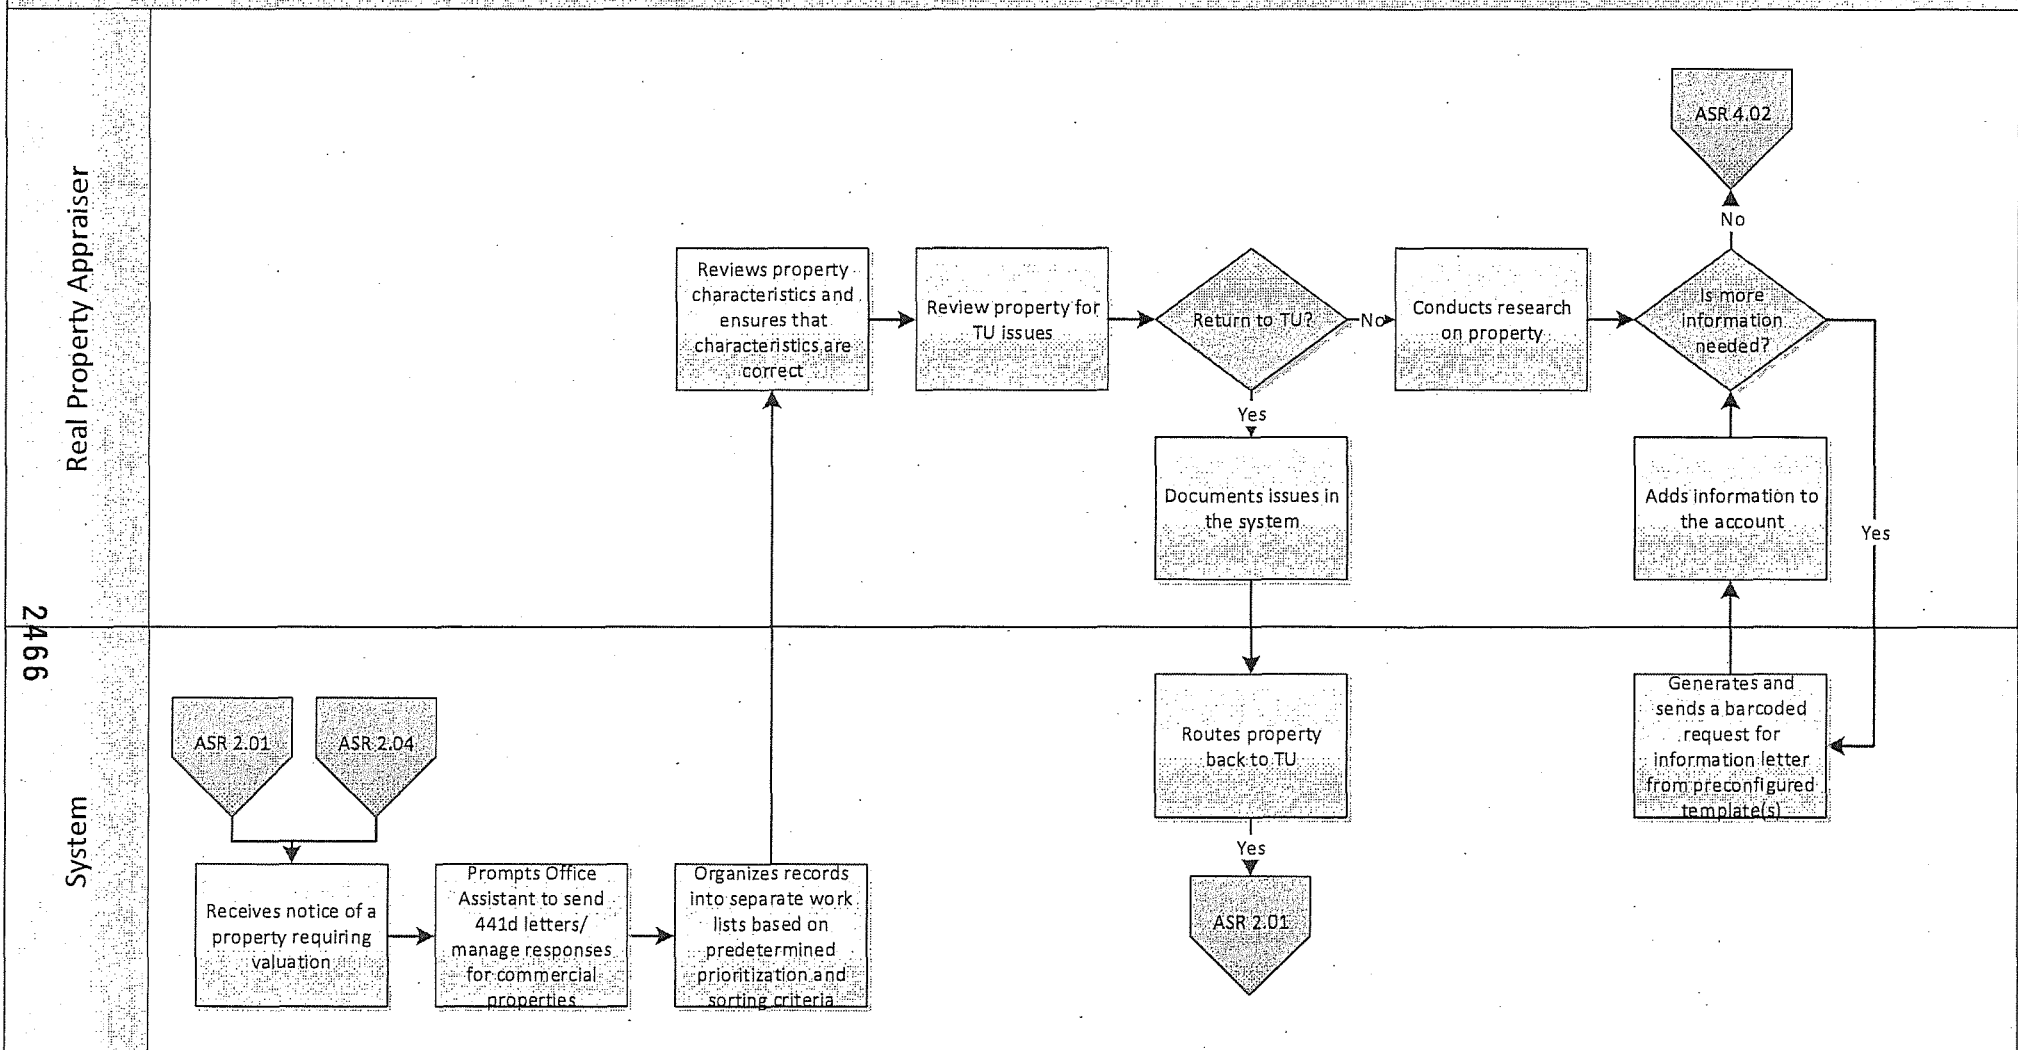 Real Property Appraiser
ASR 4.02
No
Reviews property
characteristics and
ensures that
characteristics are
correct
Review property for
TU issues
Return to TU?
No
Conducts research
on property
Is more
information
needed?
Yes
Documents issues in
the system
Adds information to
the account
Yes
2466
System
ASR 2.01
ASR 2.04
Routes property
back to TU
Generates and
sends a barcoded
request for
information letter
from preconfigured
template(s)
Yes
ASR 2.01
Receives notice of a
property requiring
valuation
Prompts Office
Assistant to send
441d letters/
manage responses
for commercial
properties
Organizes records
into separate work
lists based on
predetermined
prioritization and
sorting criteria